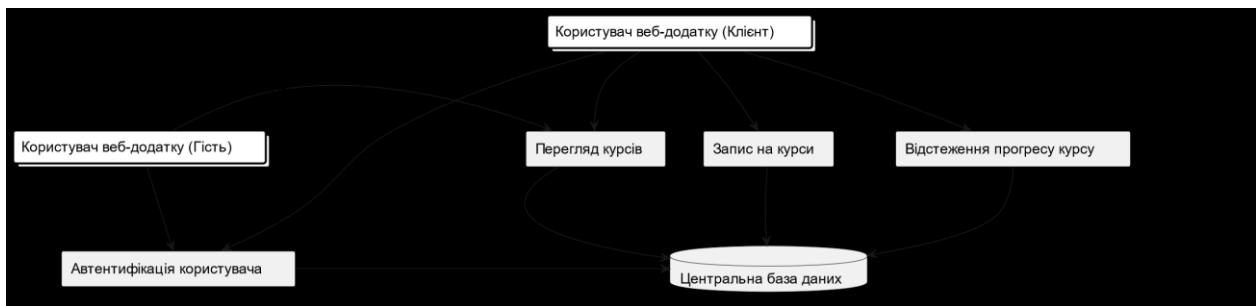 Користувач веб-додатку (Клієнт)
Користувач веб-додатку (Гість)
Перегляд курсів
Запис на курси
Відстеження прогресу курсу
Автентифікація користувача
Центральна база даних